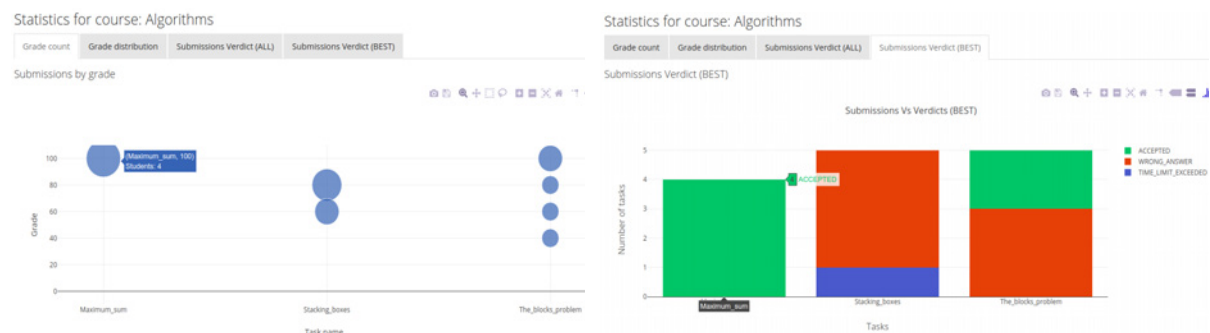 Statistics for course: Algorithms
Grade count Grade distribution Submissions Verdict (ALL) Submissions Verdict (BEST)
Submissions by grade
(Maximum_sum, 100)
Students: 4
100
80
60
40
20
0
Grade
Maximum_sum Stacking_boxes The_blocks_problem
Task name
Statistics for course: Algorithms
Grade count Grade distribution Submissions Verdict (ALL) Submissions Verdict (BEST)
Submissions Verdict (BEST)
Submissions Vs Verdicts (BEST)
5
4
3
2
1
0
Number of tasks
4 ACCEPTED
ACCEPTED
WRONG_ANSWER
TIME_LIMIT_EXCEEDED
Maximum_sum Stacking_boxes The_blocks_problem
Tasks